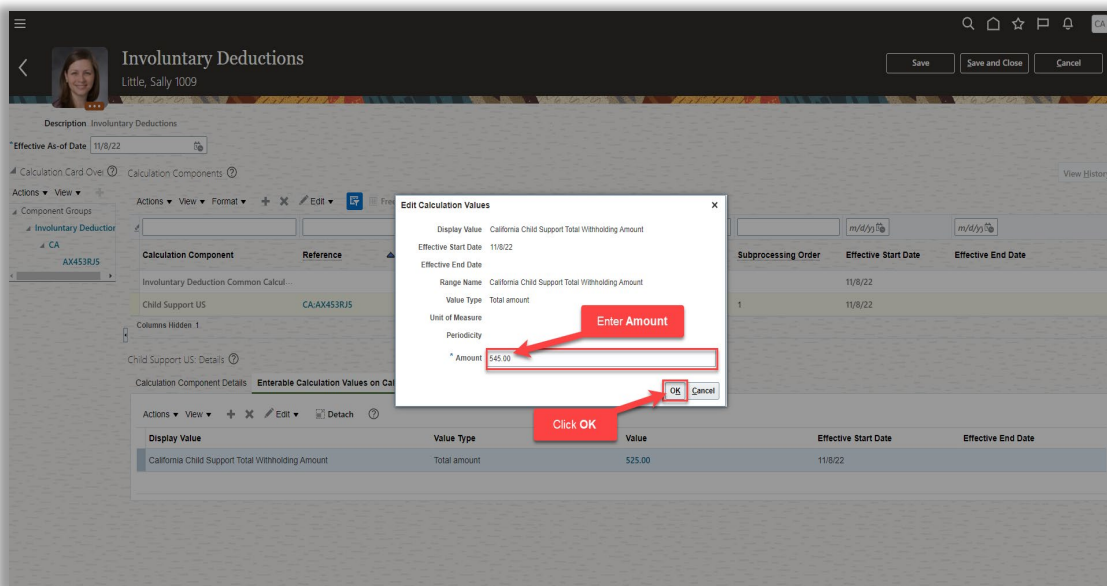 CA
Involuntary Deductions
Little, Sally 1009
Save
Save and Close
Cancel
Description Involuntary Deductions
*Effective As-of Date 11/8/22
Calculation Card Over
Calculation Components
View History
Actions View
Actions View Format Edit
Component Groups
Involuntary Deduction
CA
AX453RJS
m/d/yy m/d/yy
Calculation Component Reference Subprocessing Order Effective Start Date Effective End Date
Involuntary Deduction Common Calcul 11/8/22
Child Support US CA:AX453RJS 1 11/8/22
Columns Hidden 1
Edit Calculation Values
Display Value California Child Support Total Withholding Amount
Effective Start Date 11/8/22
Effective End Date
Range Name California Child Support Total Withholding Amount
Value Type Total amount
Unit of Measure
Periodicity
* Amount 545.00
OK Cancel
Enter Amount
Click OK
Child Support US: Details
Calculation Component Details Enterable Calculation Values on Cal
Actions View Edit Detach
Display Value Value Type Value Effective Start Date Effective End Date
California Child Support Total Withholding Amount Total amount 525.00 11/8/22